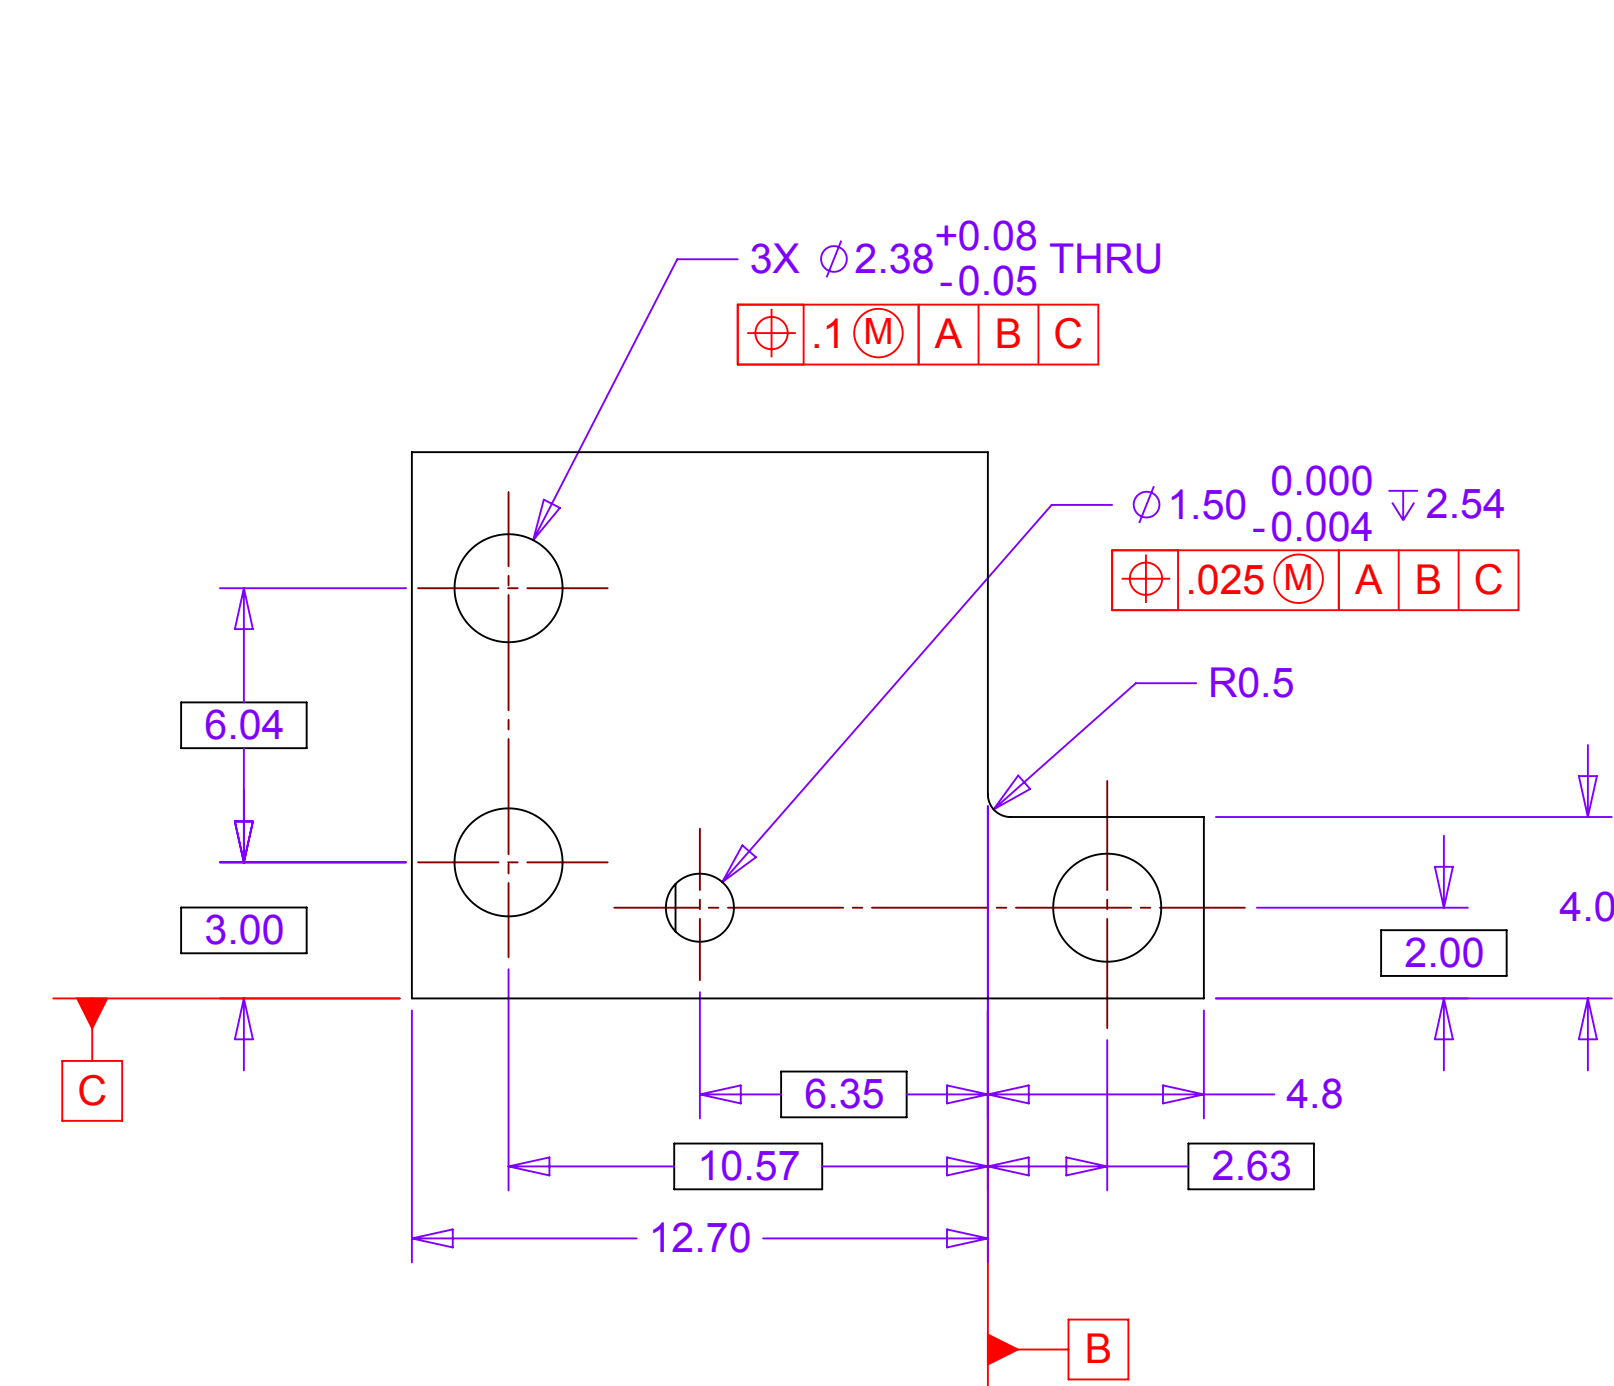 3X ⌀2.38 +0.08 -0.05 THRU
⌖ .1 Ⓜ A B C
⌀1.50 0.000 -0.004 ↧2.54
⌖ .025 Ⓜ A B C
R0.5
6.04
3.00
4.0
2.00
C
6.35
4.8
10.57
2.63
12.70
B